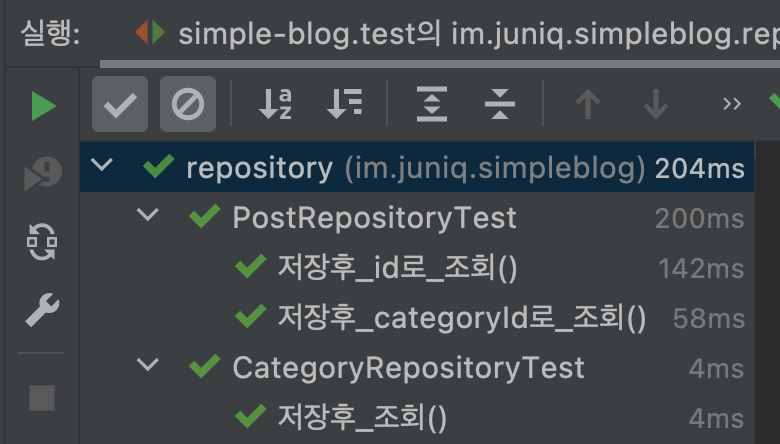 실행: simple-blog.test의 im.juniq.simpleblog.rep
repository (im.juniq.simpleblog) 204ms
PostRepositoryTest 200ms
저장후_id로_조회() 142ms
저장후_categoryId로_조회() 58ms
CategoryRepositoryTest 4ms
저장후_조회() 4ms